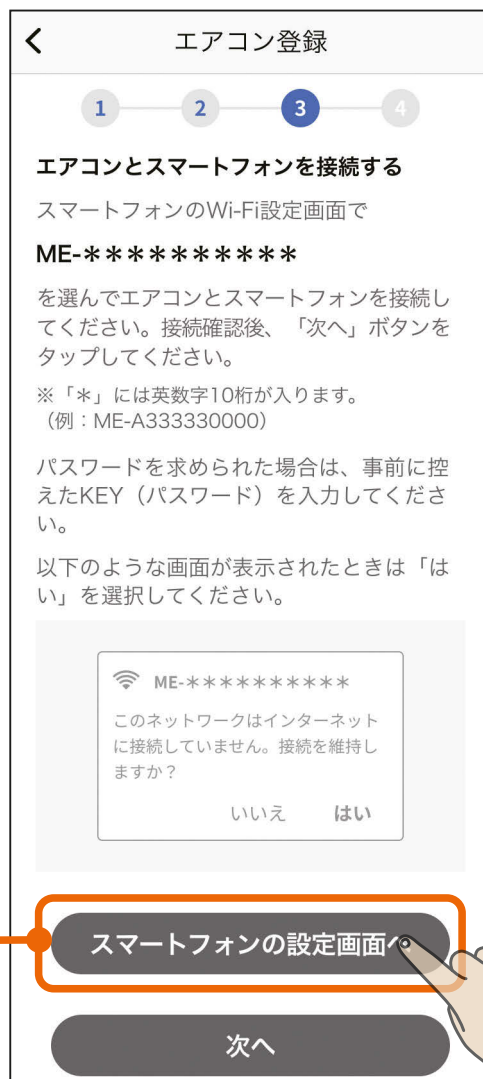 エアコン登録
1 2 3 4
エアコンとスマートフォンを接続する
スマートフォンのWi-Fi設定画面で
ME-**********
を選んでエアコンとスマートフォンを接続し
てください。接続確認後、「次へ」ボタンを
タップしてください。
※「*」には英数字10桁が入ります。
（例：ME-A333330000）
パスワードを求められた場合は、事前に控
えたKEY（パスワード）を入力してくださ
い。
以下のような画面が表示されたときは「は
い」を選択してください。
ME-**********
このネットワークはインターネット
に接続していません。接続を維持し
ますか？
いいえ はい
スマートフォンの設定画面へ
次へ